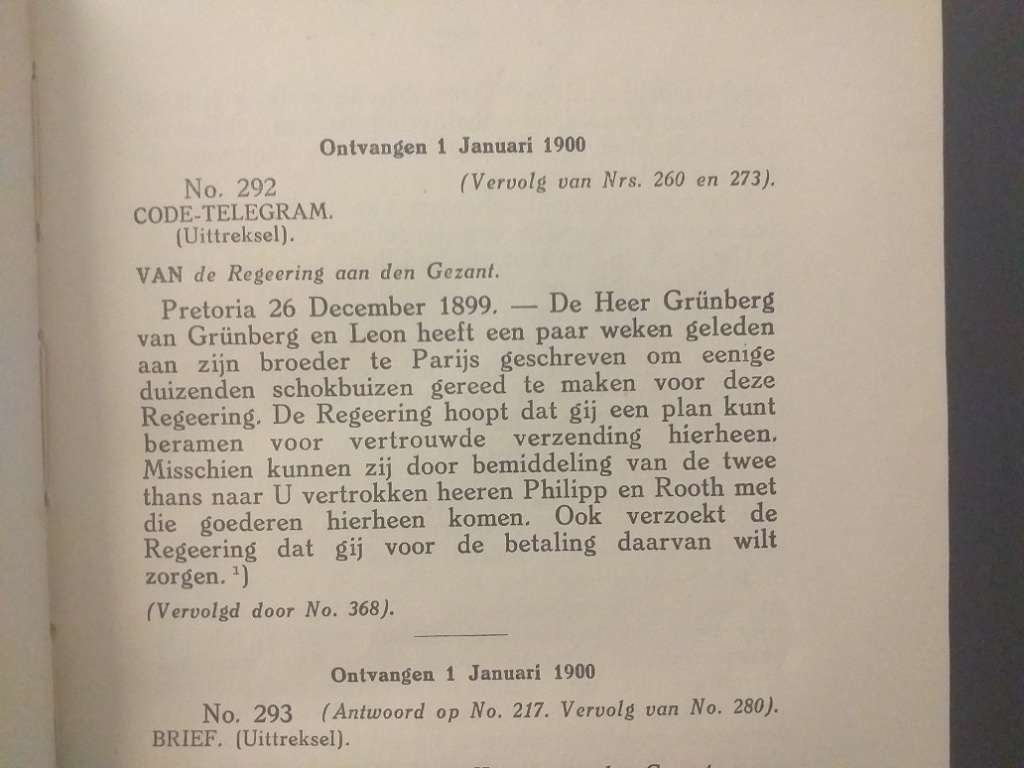 Ontvangen 1 Januari 1900
No. 292 (Vervolg van Nrs. 260 en 273).
CODE-TELEGRAM.
(Uittreksel).
VAN de Regeering aan den Gezant.
Pretoria 26 December 1899. — De Heer Grünberg
van Grünberg en Leon heeft een paar weken geleden
aan zijn broeder te Parijs geschreven om eenige
duizenden schokbuizen gereed te maken voor deze
Regeering. De Regeering hoopt dat gij een plan kunt
beramen voor vertrouwde verzending hierheen.
Misschien kunnen zij door bemiddeling van de twee
thans naar U vertrokken heeren Philipp en Rooth met
die goederen hierheen komen. Ook verzoekt de
Regeering dat gij voor de betaling daarvan wilt
zorgen. ¹)
(Vervolgd door No. 368).
Ontvangen 1 Januari 1900
No. 293 (Antwoord op No. 217. Vervolg van No. 280).
BRIEF. (Uittreksel).